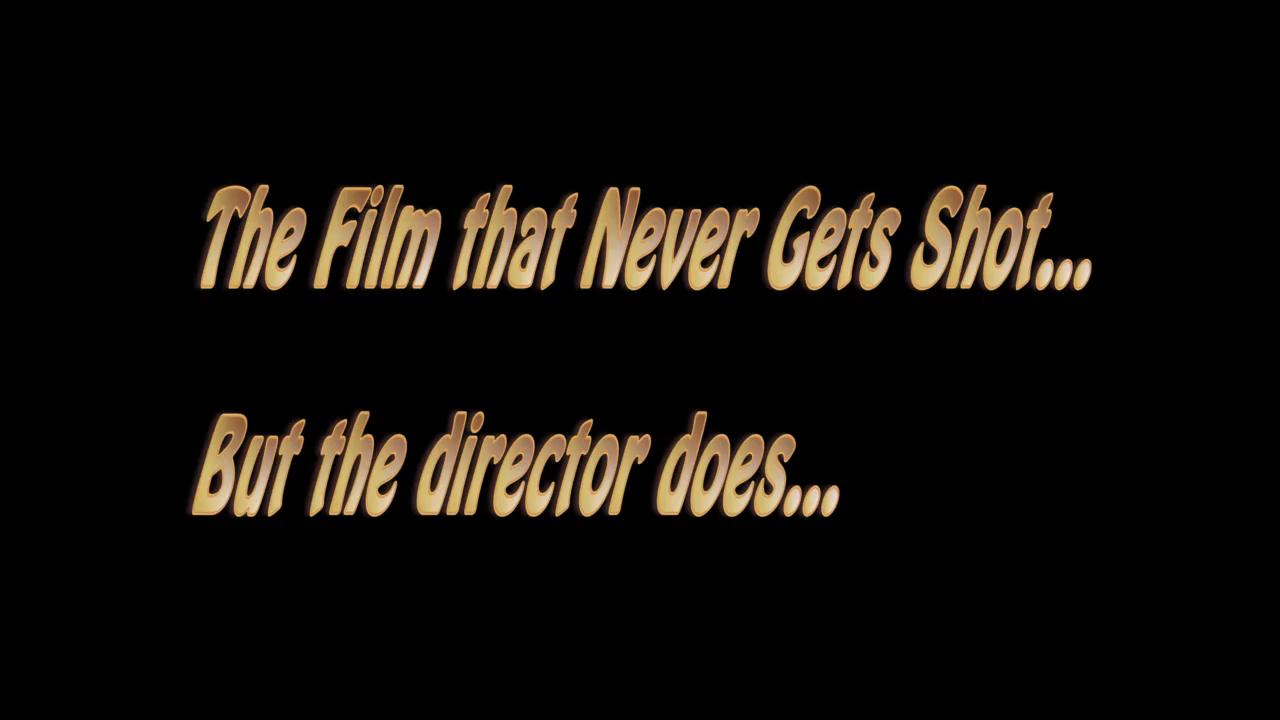 The Film that Never Gets Shot...
But the director does...